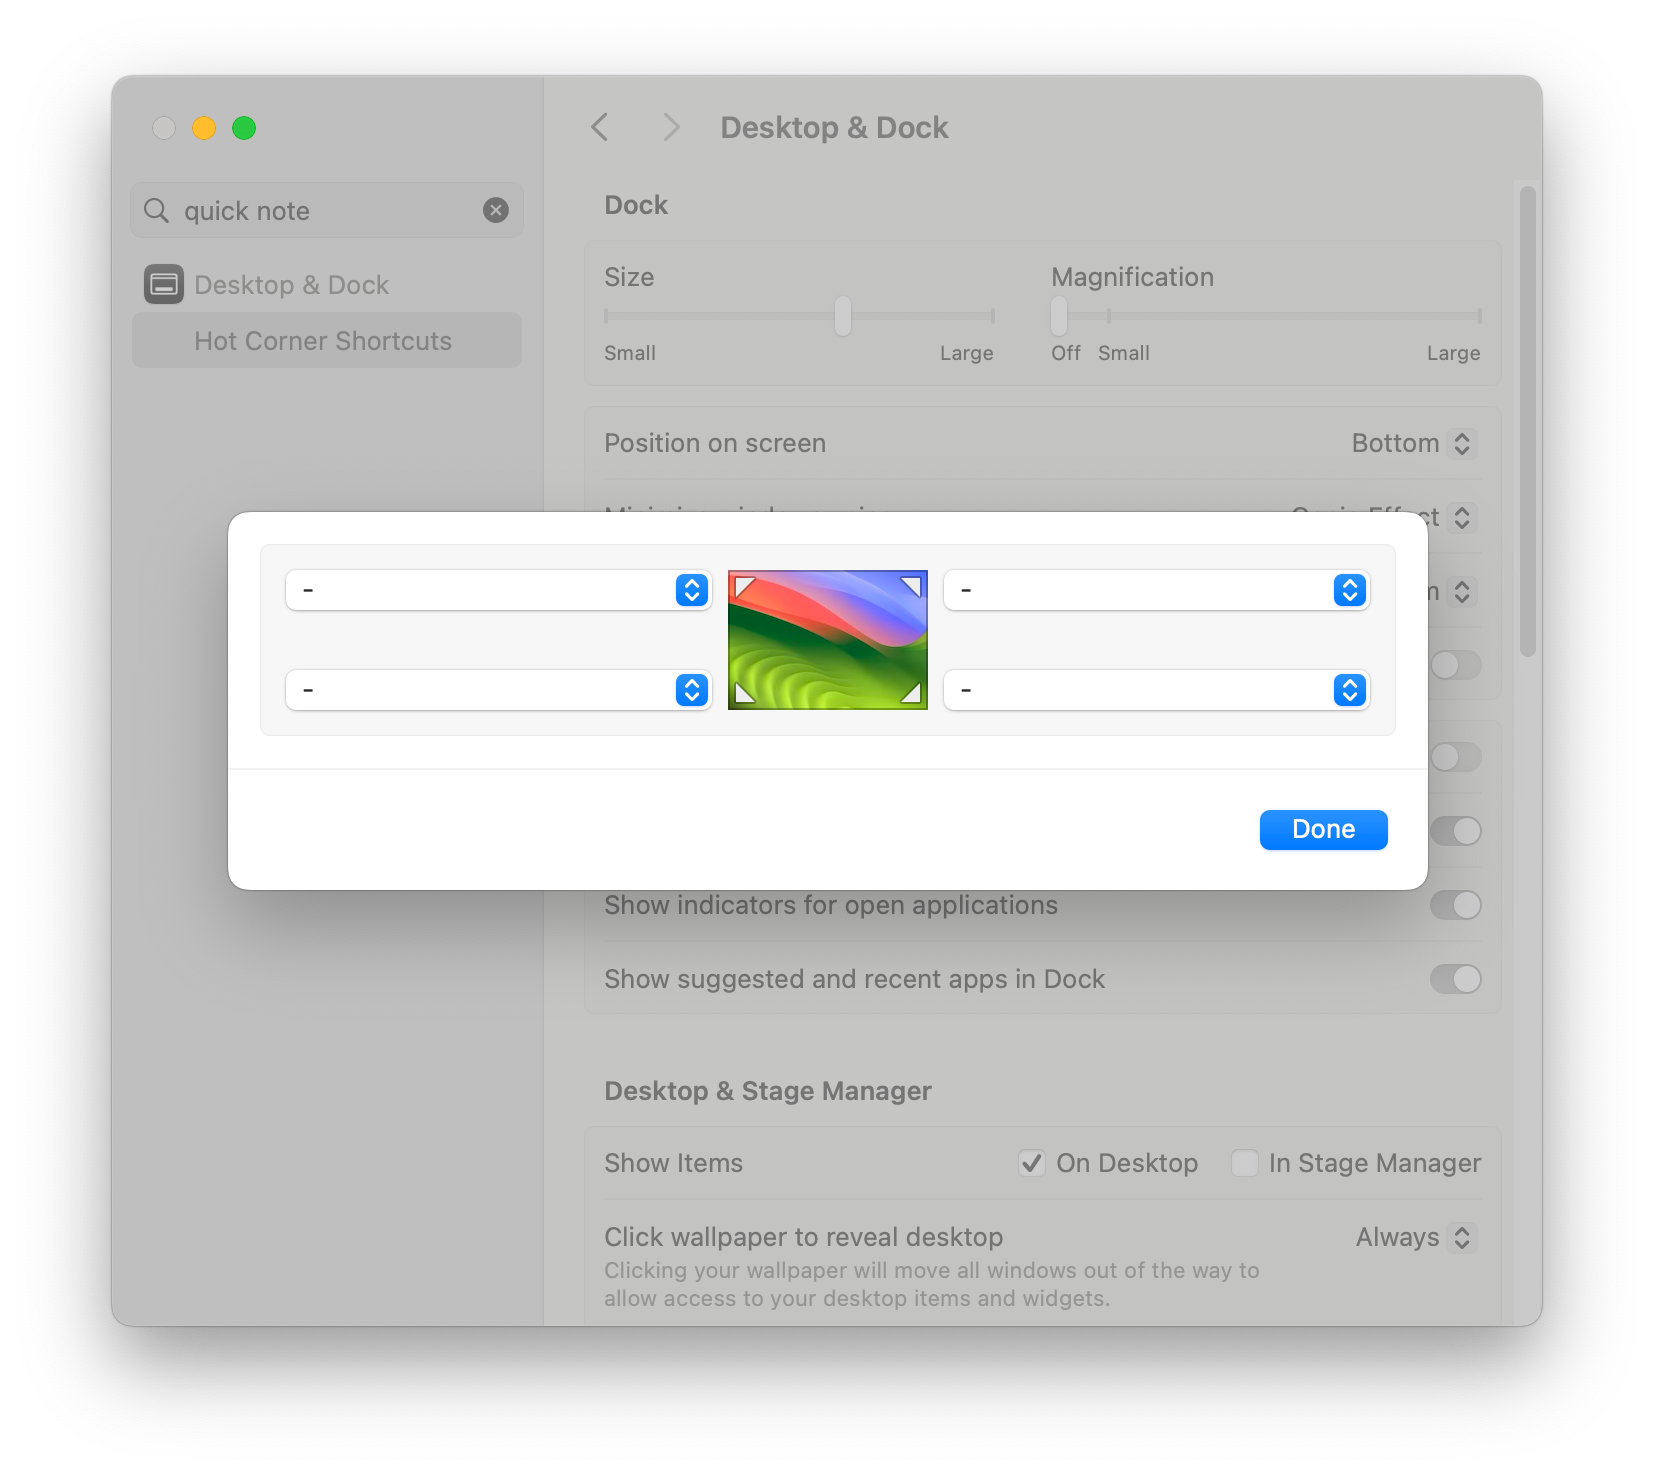 Desktop & Dock
quick note
Desktop & Dock
Hot Corner Shortcuts
Dock
Size
Magnification
Small
Large
Off
Small
Large
Position on screen
Bottom
-
-
-
-
Done
Show indicators for open applications
Show suggested and recent apps in Dock
Desktop & Stage Manager
Show Items
On Desktop
In Stage Manager
Click wallpaper to reveal desktop
Always
Clicking your wallpaper will move all windows out of the way to
allow access to your desktop items and widgets.